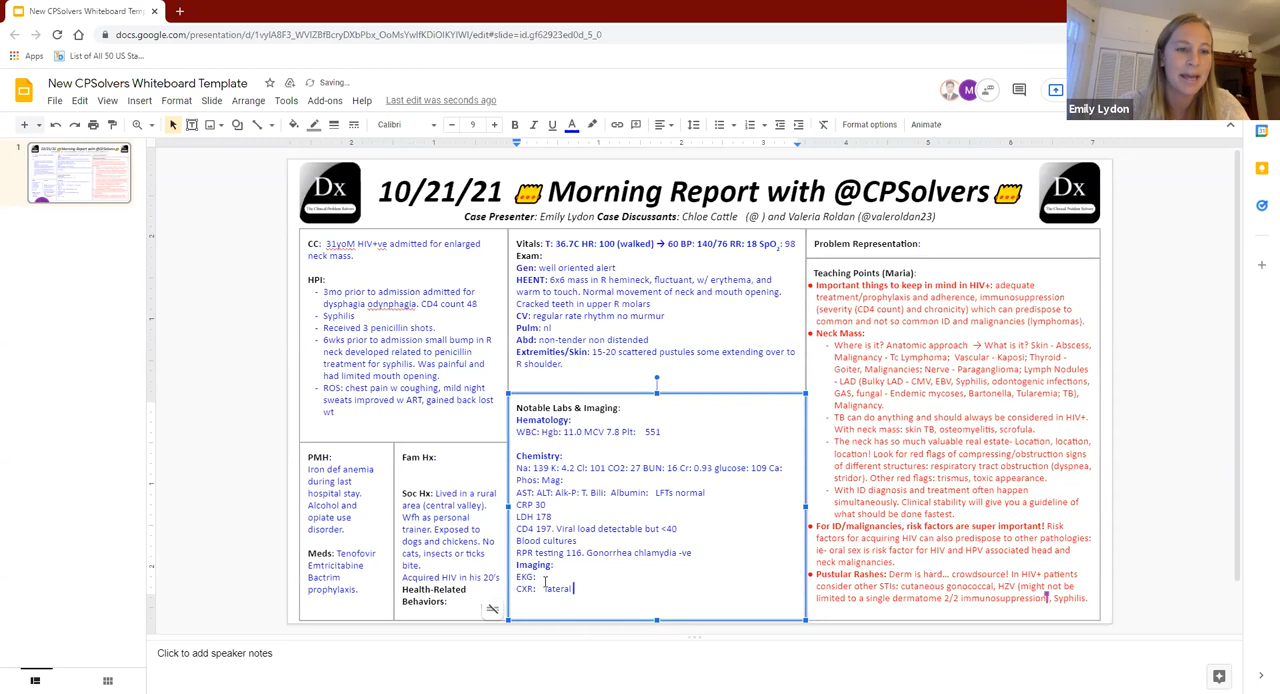 New CPSolvers Whiteboard Templat
docs.google.com/presentation/d/1vylA8F3_WVIZBfBcryDXbPbx_OoMsYwlfKDiOIKYIWI/edit#slide=id.gf62923ed0d_5_0
Apps
List of All 50 US Sta...
New CPSolvers Whiteboard Template
Saving...
File Edit View Insert Format Slide Arrange Tools Add-ons Help Last edit was seconds ago
M
Emily Lydon
Calibri
9
B I U A
Format options
Animate
2 1 1 2 3 4 5 6 7
1
Dx
The Clinical Problem Solvers
10/21/21 Morning Report with @CPSolvers
Case Presenter: Emily Lydon Case Discussants: Chloe Cattle (@ ) and Valeria Roldan (@valeroldan23)
Dx
The Clinical Problem Solvers
CC: 31yoM HIV+ve admitted for enlarged
neck mass.
HPI:
- 3mo prior to admission admitted for
dysphagia odynphagia. CD4 count 48
- Syphilis
- Received 3 penicillin shots.
- 6wks prior to admission small bump in R
neck developed related to penicillin
treatment for syphilis. Was painful and
had limited mouth opening.
- ROS: chest pain w coughing, mild night
sweats improved w ART, gained back lost
wt
PMH:
Iron def anemia
during last
hospital stay.
Alcohol and
opiate use
disorder.
Meds: Tenofovir
Emtricitabine
Bactrim
prophylaxis.
Fam Hx:
Soc Hx: Lived in a rural
area (central valley).
Wfh as personal
trainer. Exposed to
dogs and chickens. No
cats, insects or ticks
bite.
Acquired HIV in his 20's
Health-Related
Behaviors:
Vitals: T: 36.7C HR: 100 (walked) → 60 BP: 140/76 RR: 18 SpO2: 98
Exam:
Gen: well oriented alert
HEENT: 6x6 mass in R hemineck, fluctuant, w/ erythema, and
warm to touch. Normal movement of neck and mouth opening.
Cracked teeth in upper R molars
CV: regular rate rhythm no murmur
Pulm: nl
Abd: non-tender non distended
Extremities/Skin: 15-20 scattered pustules some extending over to
R shoulder.
Notable Labs & Imaging:
Hematology:
WBC: Hgb: 11.0 MCV 7.8 Plt: 551
Chemistry:
Na: 139 K: 4.2 Cl: 101 CO2: 27 BUN: 16 Cr: 0.93 glucose: 109 Ca:
Phos: Mag:
AST: ALT: Alk-P: T. Bili: Albumin: LFTs normal
CRP 30
LDH 178
CD4 197. Viral load detectable but <40
Blood cultures
RPR testing 116. Gonorrhea chlamydia -ve
Imaging:
EKG:
CXR: lateral
Problem Representation:
Teaching Points (Maria):
● Important things to keep in mind in HIV+: adequate
treatment/prophylaxis and adherence, immunosuppression
(severity (CD4 count) and chronicity) which can predispose to
common and not so common ID and malignancies (lymphomas).
● Neck Mass:
- Where is it? Anatomic approach → What is it? Skin - Abscess,
Malignancy - Tc Lymphoma; Vascular - Kaposi; Thyroid -
Goiter, Malignancies; Nerve - Paraganglioma; Lymph Nodes
- LAD (Bulky LAD - CMV, EBV, Syphilis, odontogenic infections,
GAS, fungal - Endemic mycoses, Bartonella, Tularemia; TB),
Malignancy.
- TB can do anything and should always be considered in HIV+.
With neck mass: skin TB, osteomyelitis, scrofula.
- The neck has so much valuable real estate- Location, location,
location! Look for red flags of compressing/obstruction signs
of different structures: respiratory tract obstruction (dyspnea,
stridor). Other red flags: trismus, toxic appearance.
- With ID diagnosis and treatment often happen
simultaneously. Clinical stability will give you a guideline of
what should be done fastest.
● For ID/malignancies, risk factors are super important! Risk
factors for acquiring HIV can also predispose to other pathologies:
ie- oral sex is risk factor for HIV and HPV associated head and
neck malignancies.
● Pustular Rashes: Derm is hard... crowdsource! In HIV+ patients
consider other STIs: cutaneous gonococcal, HZV (might not be
limited to a single dermatome 2/2 immunosuppression), Syphilis.
Click to add speaker notes